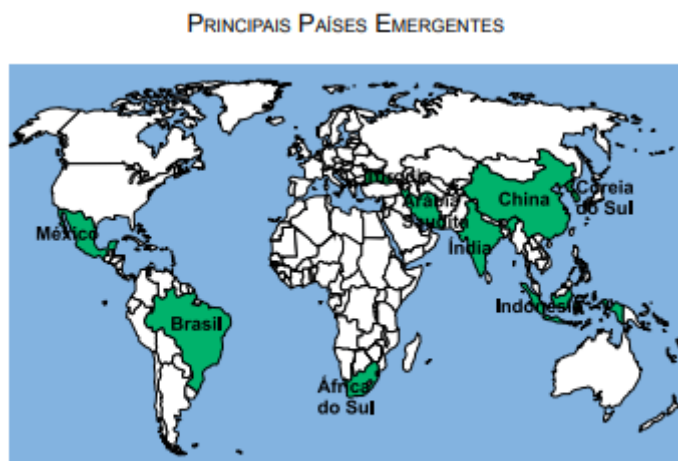 PRINCIPAIS PAÍSES EMERGENTES
Turquia
China
Coreia
do Sul
Arábia
Saudita
México
Índia
Indonésia
Brasil
África
do Sul